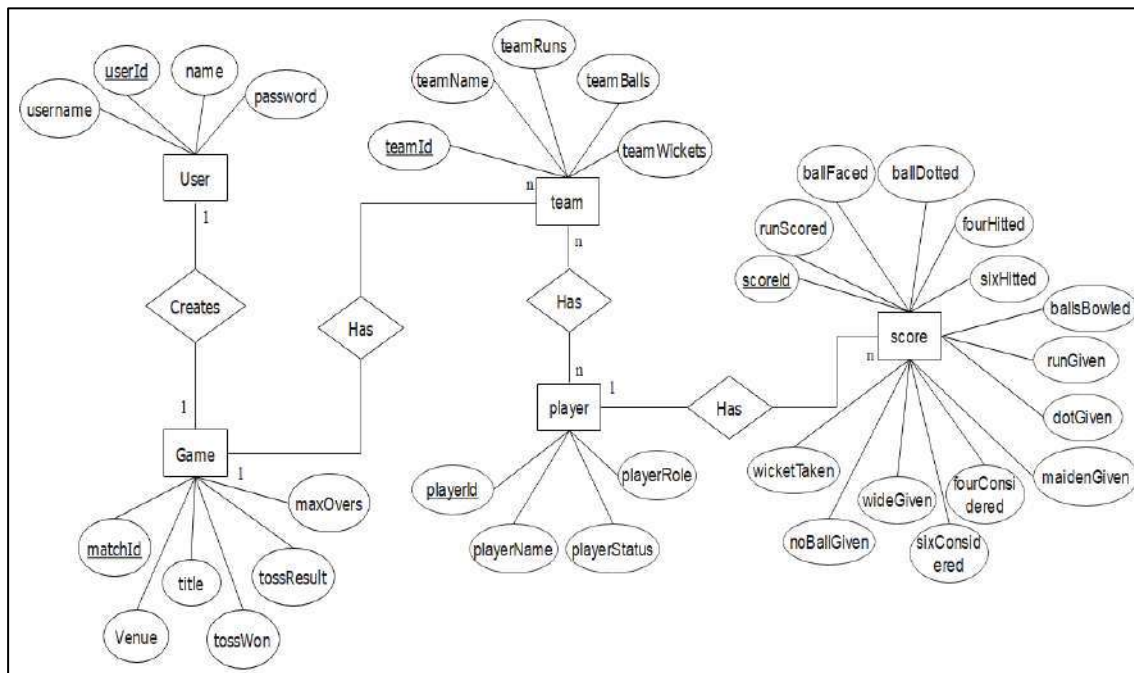 userId
name
username
password
User
1
Creates
1
Game
1
matchId
Venue
title
tossWon
tossResult
maxOvers
Has
n
teamId
teamName
teamRuns
teamBalls
teamWickets
team
n
Has
n
player
1
playerId
playerName
playerStatus
playerRole
Has
n
score
scoreId
runScored
ballFaced
ballDotted
fourHitted
sixHitted
ballsBowled
runGiven
dotGiven
maidenGiven
fourConsi
dered
sixConsid
ered
wideGiven
noBallGiven
wicketTaken